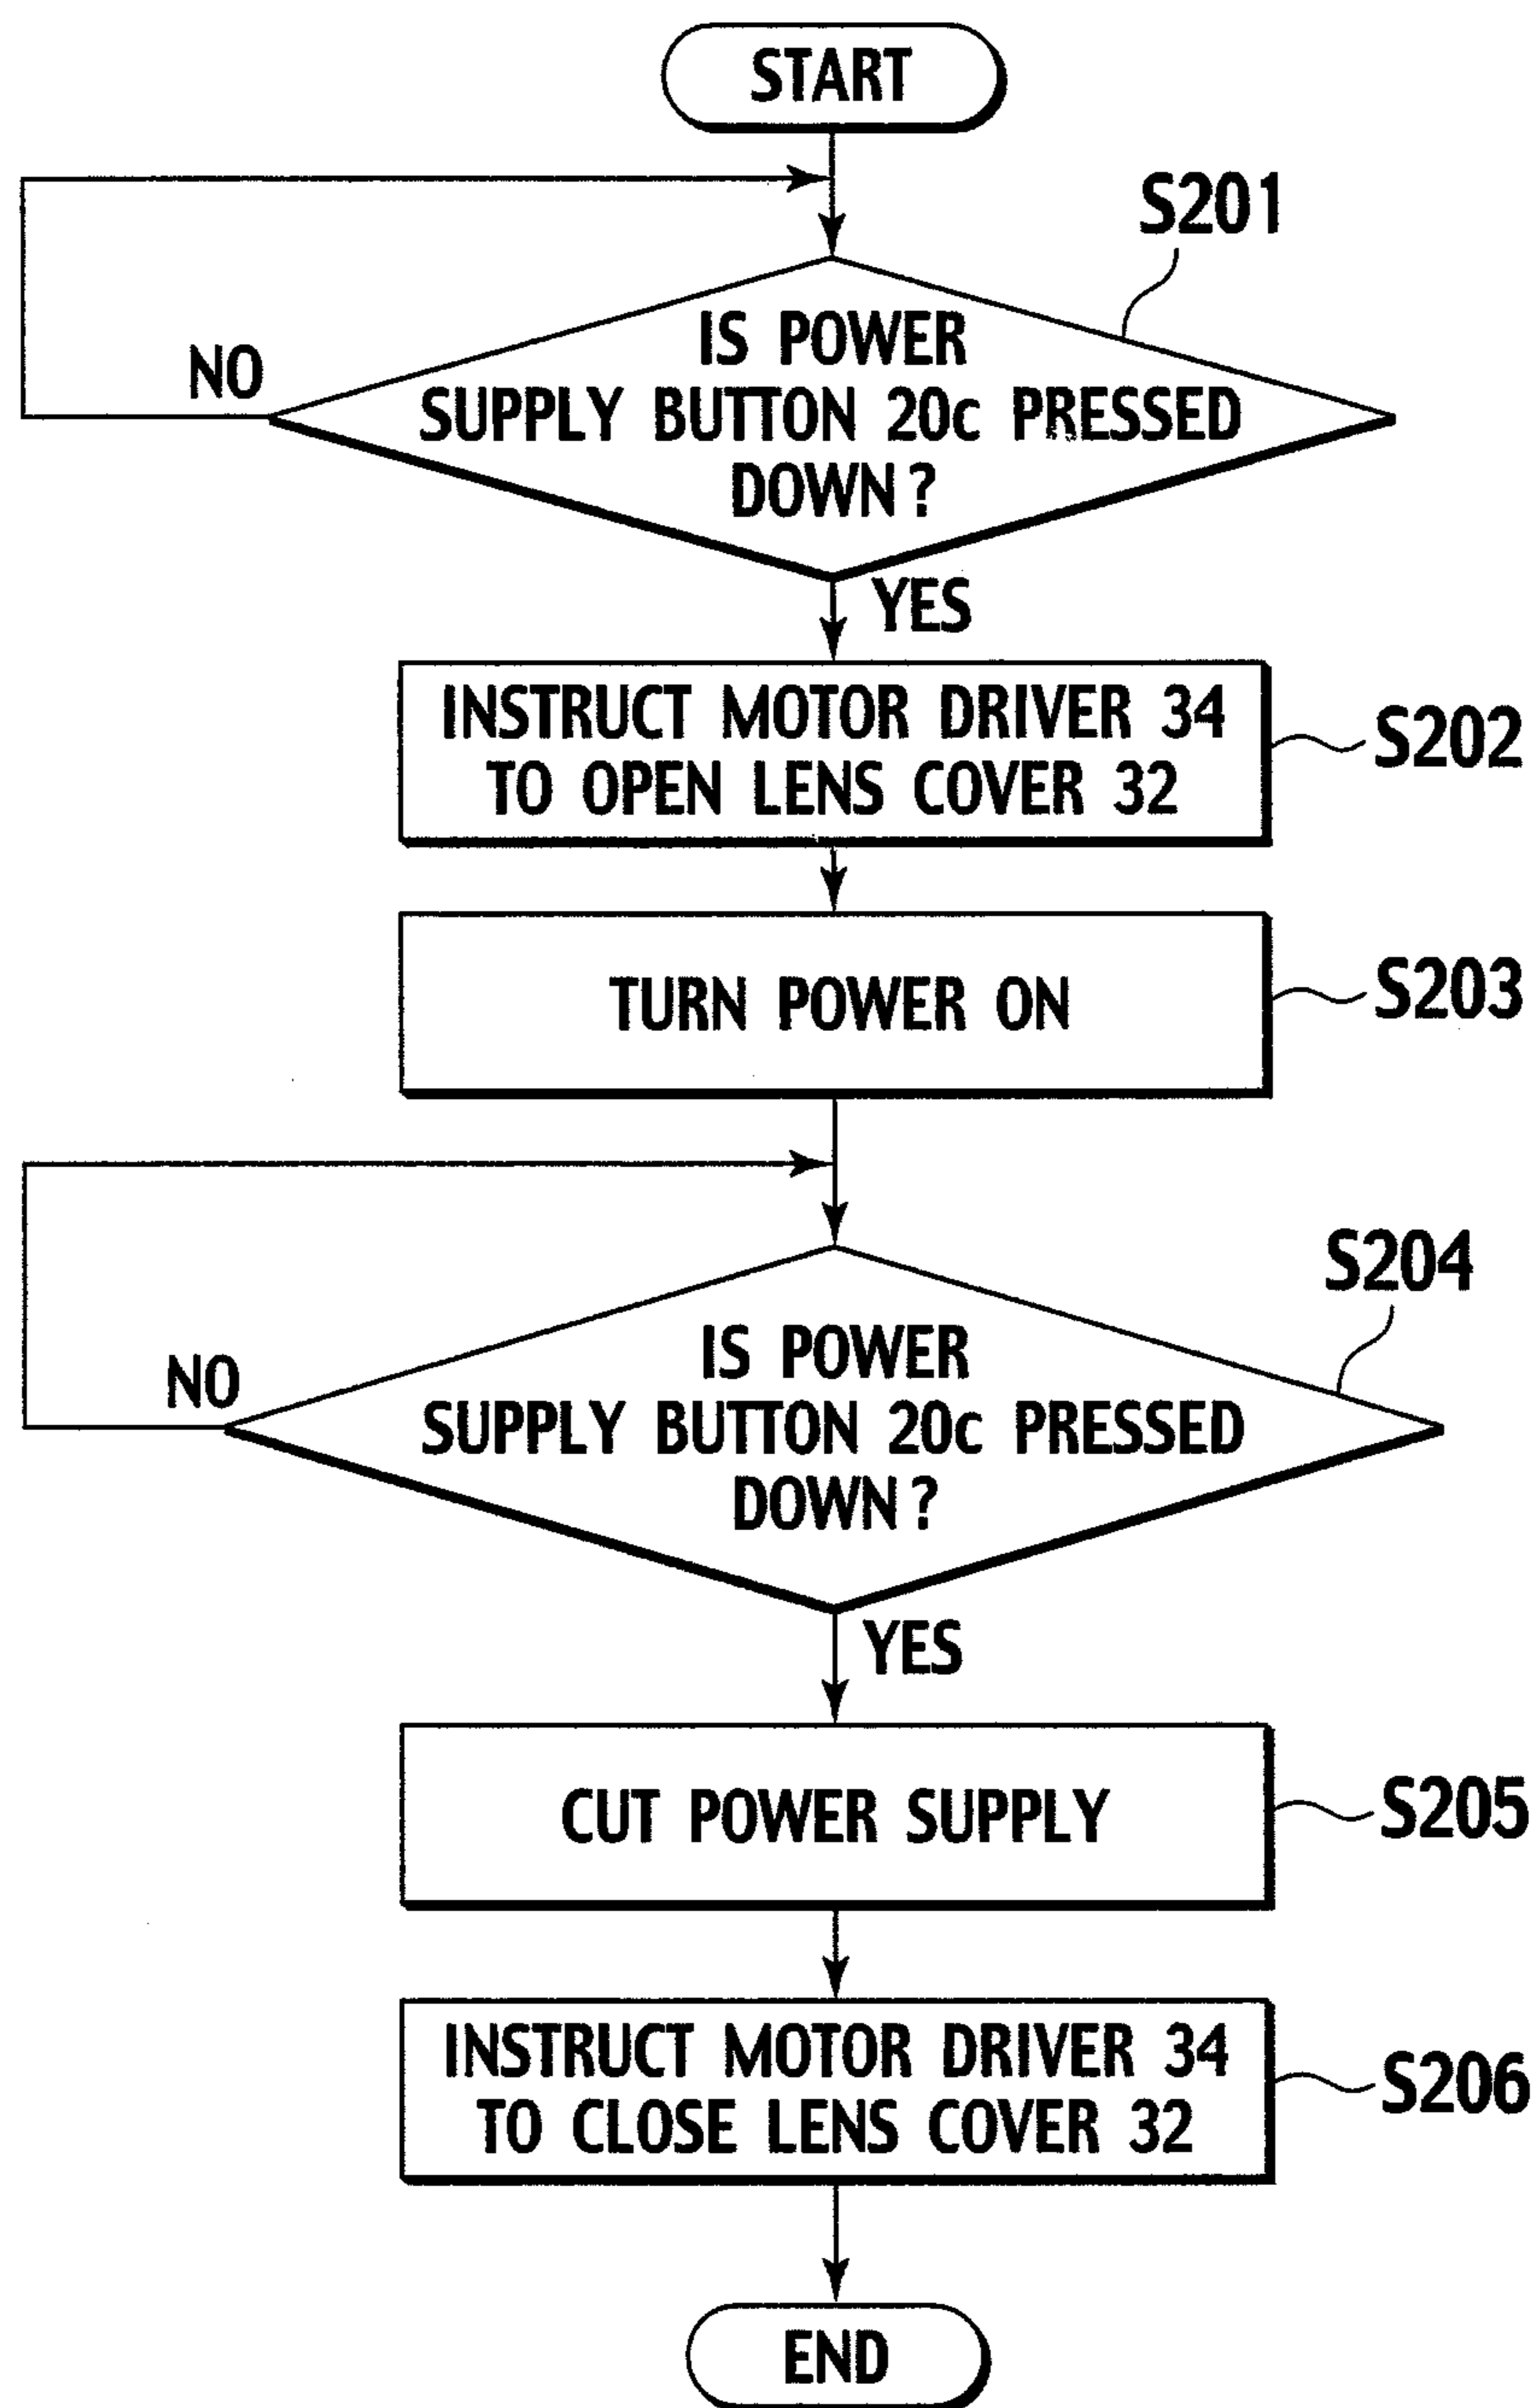 START
S201
IS POWER
NO
SUPPLY BUTTON 20c PRESSED
DOWN?
YES
INSTRUCT MOTOR DRIVER 34
TO OPEN LENS COVER 32
S202
TURN POWER ON
S203
S204
IS POWER
NO
SUPPLY BUTTON 20c PRESSED
DOWN?
YES
CUT POWER SUPPLY
S205
INSTRUCT MOTOR DRIVER 34
TO CLOSE LENS COVER 32
S206
END